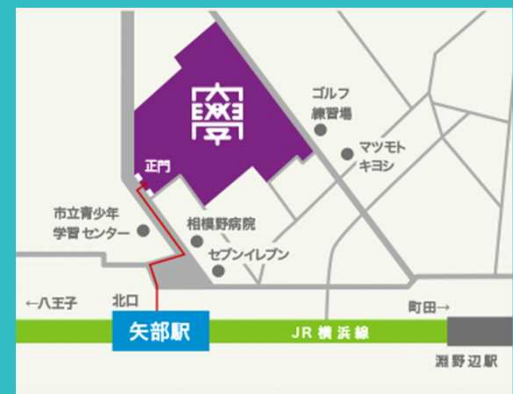 大學
ゴルフ
練習場
マツモト
キヨシ
正門
市立青少年
学習センター
相模野病院
セブンイレブン
←八王子
北口
町田→
矢部駅
JR横浜線
淵野辺駅